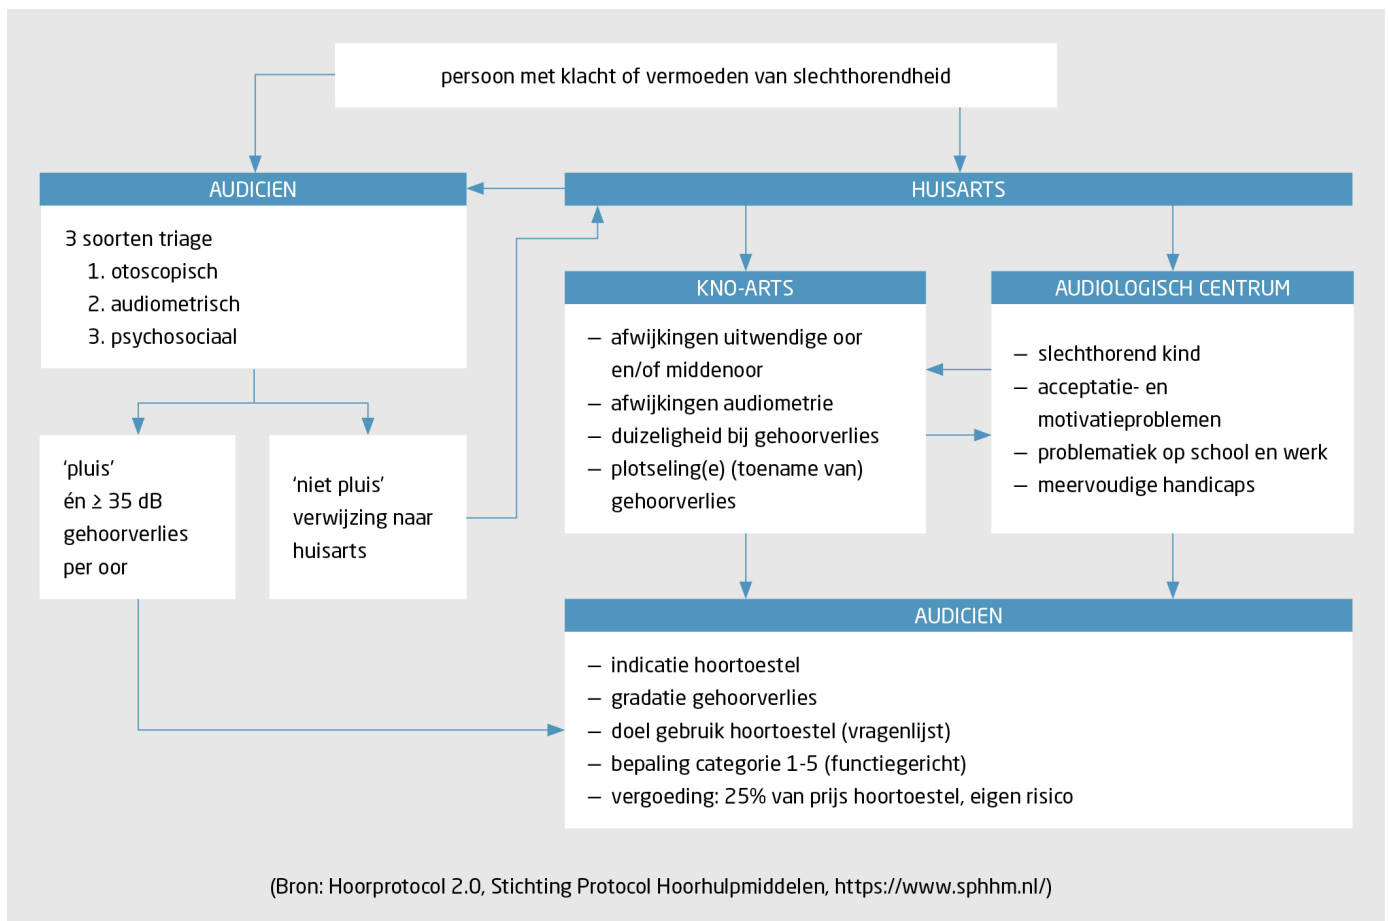 persoon met klacht of vermoeden van slechthorendheid
AUDICIEN
3 soorten triage
1. otoscopisch
2. audiometrisch
3. psychosociaal
‘pluis’
én ≥ 35 dB
gehoorverlies
per oor
‘niet pluis’
verwijzing naar
huisarts
HUISARTS
KNO-ARTS
– afwijkingen uitwendige oor
en/of middenoor
– afwijkingen audiometrie
– duizeligheid bij gehoorverlies
– plotseling(e) (toename van)
gehoorverlies
AUDIOLOGISCH CENTRUM
– slechthorend kind
– acceptatie- en
motivatieproblemen
– problematiek op school en werk
– meervoudige handicaps
AUDICIEN
– indicatie hoortoestel
– gradatie gehoorverlies
– doel gebruik hoortoestel (vragenlijst)
– bepaling categorie 1-5 (functiegericht)
– vergoeding: 25% van prijs hoortoestel, eigen risico
(Bron: Hoorprotocol 2.0, Stichting Protocol Hoorhulpmiddelen, https://www.sphhm.nl/)